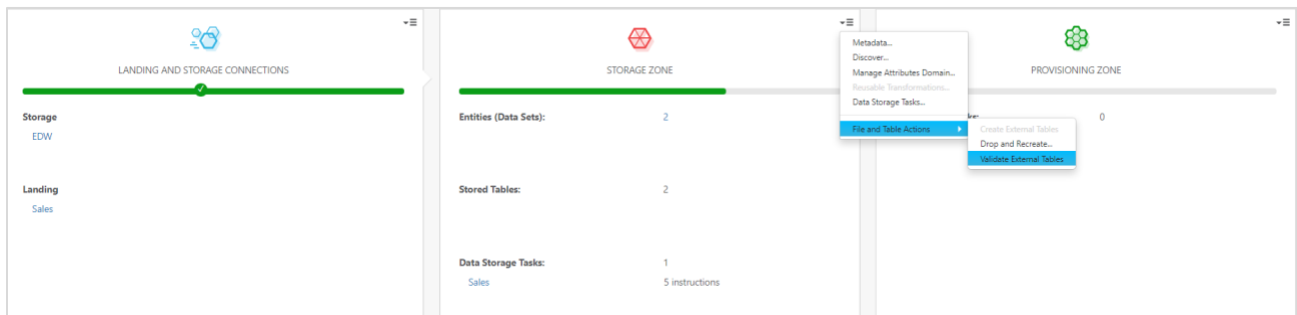 LANDING AND STORAGE CONNECTIONS
Storage
EDW
Landing
Sales
STORAGE ZONE
Entities (Data Sets): 2
Stored Tables: 2
Data Storage Tasks: 1
Sales 5 instructions
Metadata...
Discover...
Manage Attributes Domain...
Reusable Transformations...
Data Storage Tasks...
File and Table Actions
Create External Tables
Drop and Recreate...
Validate External Tables
PROVISIONING ZONE
0